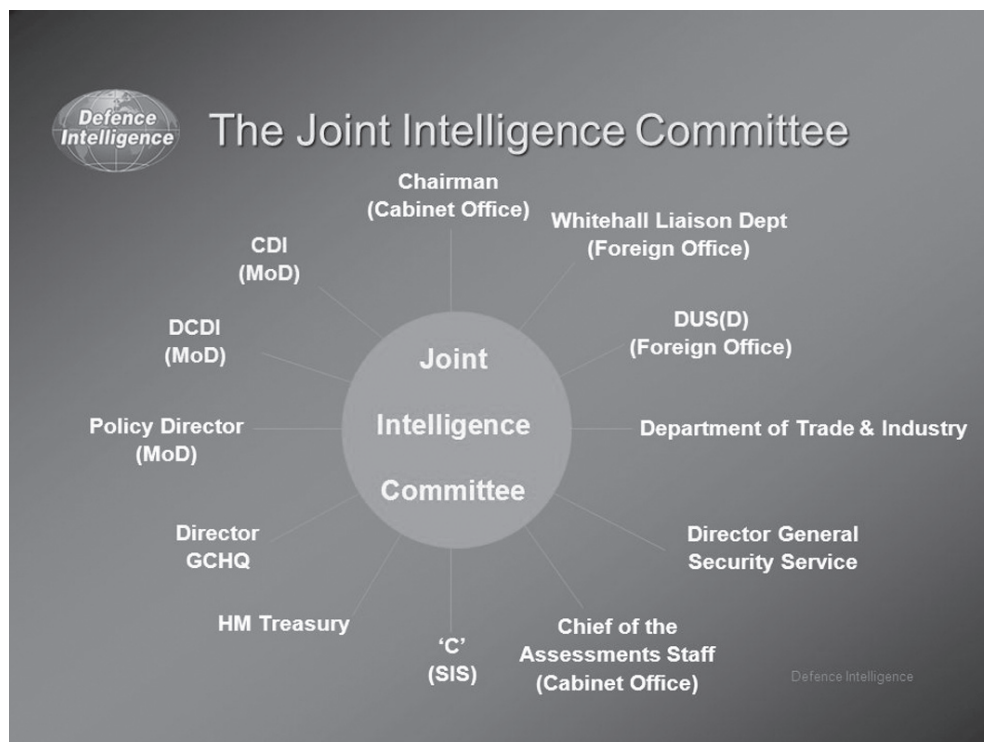 Defence
Intelligence
The Joint Intelligence Committee
Chairman
(Cabinet Office)
Whitehall Liaison Dept
(Foreign Office)
CDI
(MoD)
DUS(D)
(Foreign Office)
DCDI
(MoD)
Joint
Intelligence
Committee
Policy Director
(MoD)
Department of Trade & Industry
Director
GCHQ
Director General
Security Service
HM Treasury
‘C’
(SIS)
Chief of the
Assessments Staff
(Cabinet Office)
Defence Intelligence